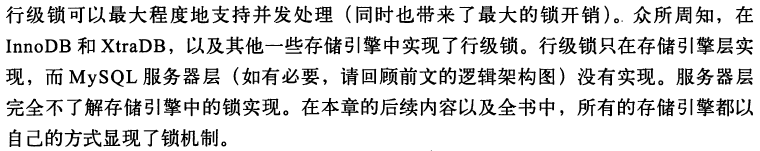 行级锁可以最大程度地支持并发处理（同时也带来了最大的锁开销）。众所周知，在
InnoDB 和 XtraDB，以及其他一些存储引擎中实现了行级锁。行级锁只在存储引擎层实
现，而 MySQL 服务器层（如有必要，请回顾前文的逻辑架构图）没有实现。服务器层
完全不了解存储引擎中的锁实现。在本章的后续内容以及全书中，所有的存储引擎都以
自己的方式显现了锁机制。